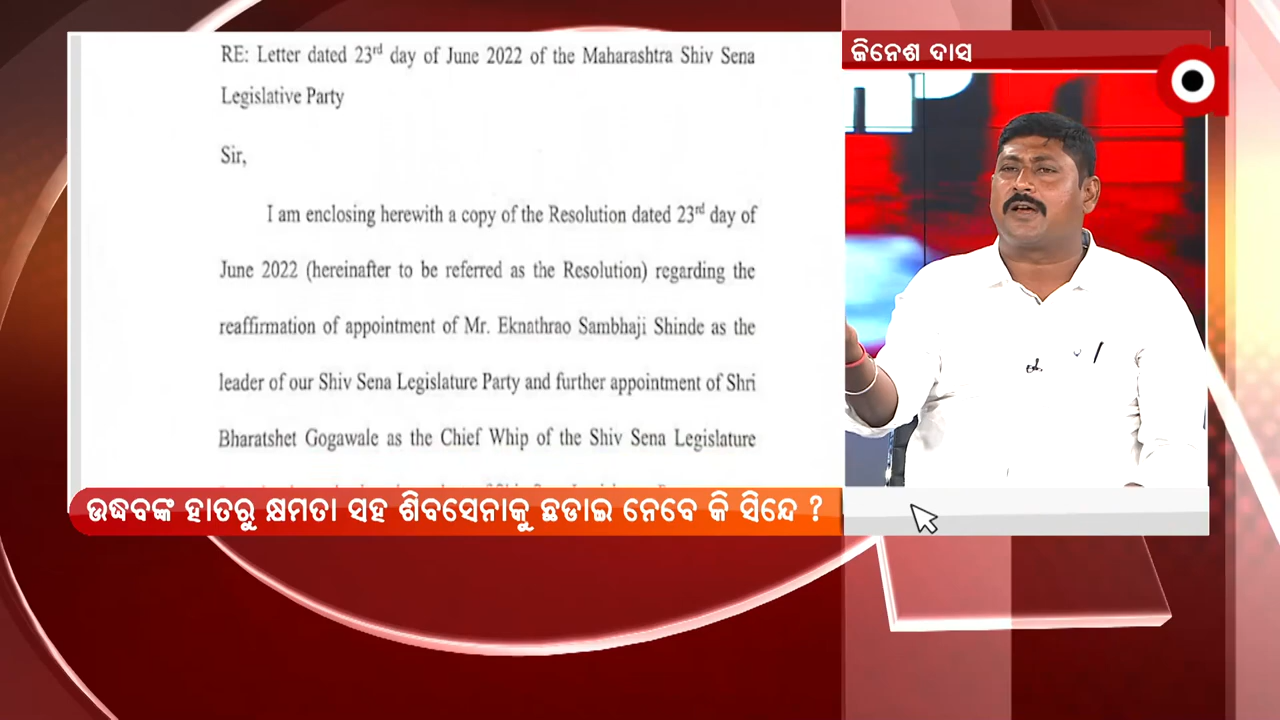 RE: Letter dated 23rd day of June 2022 of the Maharashtra Shiv Sena
Legislative Party
Sir,
I am enclosing herewith a copy of the Resolution dated 23rd day of
June 2022 (hereinafter to be referred as the Resolution) regarding the
reaffirmation of appointment of Mr. Eknathrao Sambhaji Shinde as the
leader of our Shiv Sena Legislature Party and further appointment of Shri
Bharatshet Gogawale as the Chief Whip of the Shiv Sena Legislature
ଉଦ୍ଧବଙ୍କ ହାତରୁ କ୍ଷମତା ସହ ଶିବସେନାକୁ ଛଡାଇ ନେବେ କି ସିନ୍ଦେ ?
ଜିନେଶ ଦାସ